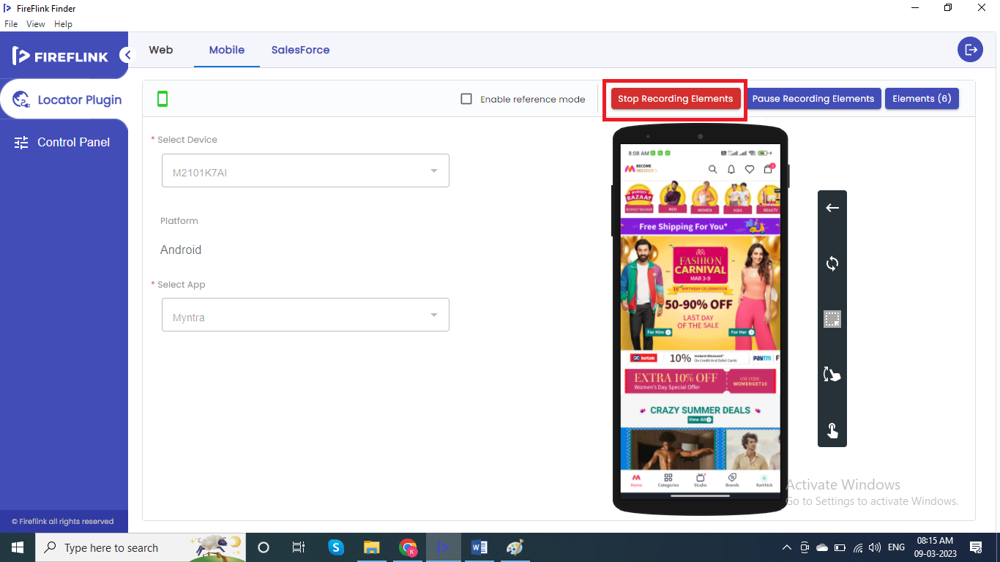 FireFlink Finder
File View Help
FIREFLINK
Web Mobile SalesForce
Locator Plugin
Control Panel
Enable reference mode
Stop Recording Elements
Pause Recording Elements
Elements (6)
* Select Device
M2101K7AI
Platform
Android
* Select App
Myntra
8:08 AM
BECOME
INSIDER
BUDGET
BAZAAR
BUDGET BAZAAR MEN WOMEN KIDS BEAUTY
Free Shipping For You*
FASHION
CARNIVAL
MAR 3-9
16th BIRTHDAY CELEBRATION
50-90% OFF
LAST DAY
OF THE SALE
For Him For Her
kotak 10% Instant Discount* On Credit And Debit Cards Paytm F
EXTRA 10% OFF
Women's Day Special Offer
USE CODE:
WOMENGET10
CRAZY SUMMER DEALS
View All
Home Categories Studio Brands Karthick
Activate Windows
Go to Settings to activate Windows.
© Fireflink all rights reserved
Type here to search
ENG
08:15 AM
09-03-2023